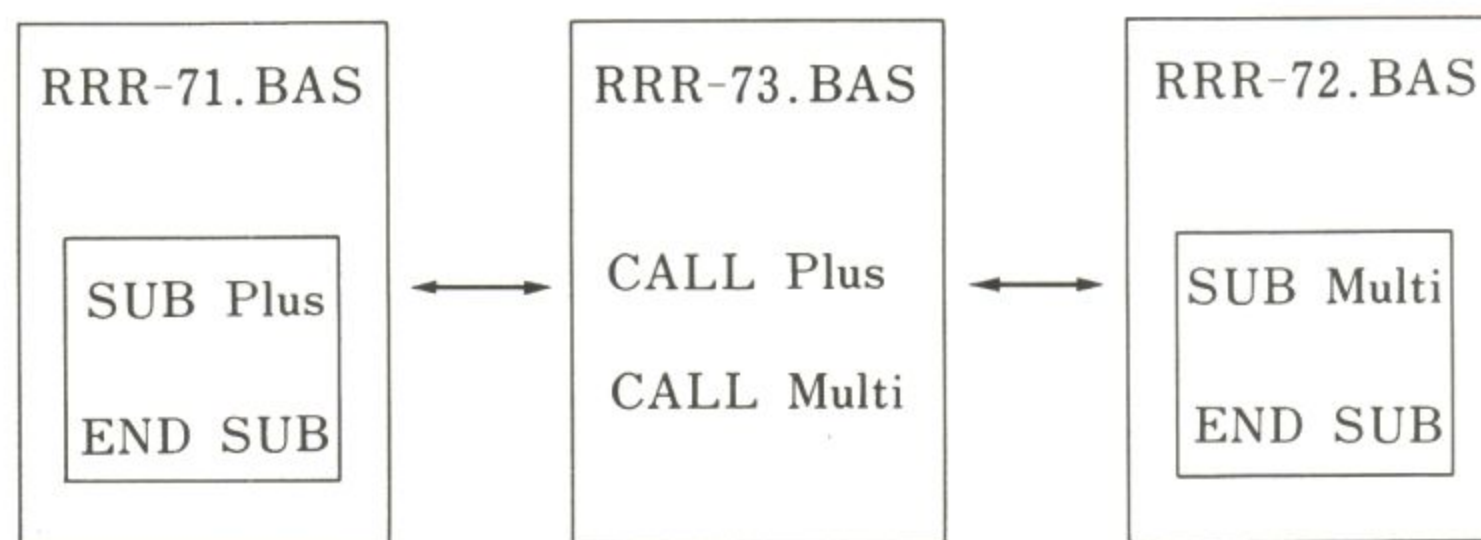 RRR-71.BAS
SUB Plus
END SUB
RRR-73.BAS
CALL Plus
CALL Multi
RRR-72.BAS
SUB Multi
END SUB